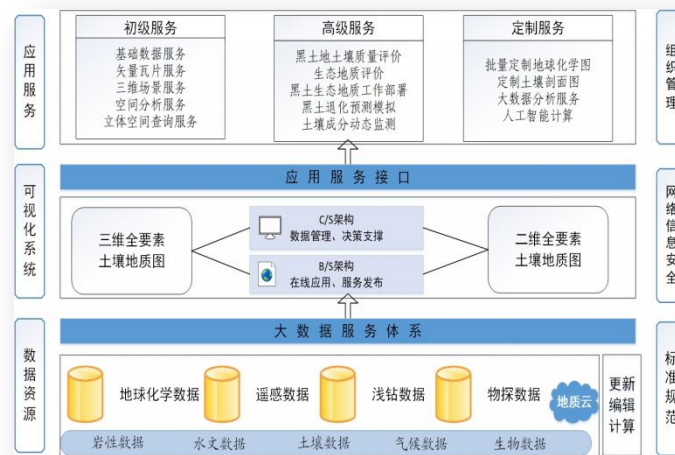 应用服务
初级服务
基础数据服务
矢量瓦片服务
三维场景服务
空间分析服务
立体空间查询服务
高级服务
黑土地土壤质量评价
生态地质评价
黑土生态地质工作部署
黑土退化预测模拟
土壤成分动态监测
定制服务
批量定制地球化学图
定制土壤剖面图
大数据分析服务
人工智能计算
组织管理
应用服务接口
可视化系统
三维全要素
土壤地质图
C/S架构
数据管理、决策支撑
B/S架构
在线应用、服务发布
二维全要素
土壤地质图
网络信息安全
大数据服务体系
数据资源
地球化学数据
遥感数据
浅钻数据
物探数据
地质云
岩性数据
水文数据
土壤数据
气候数据
生物数据
更新
编辑
计算
标准规范